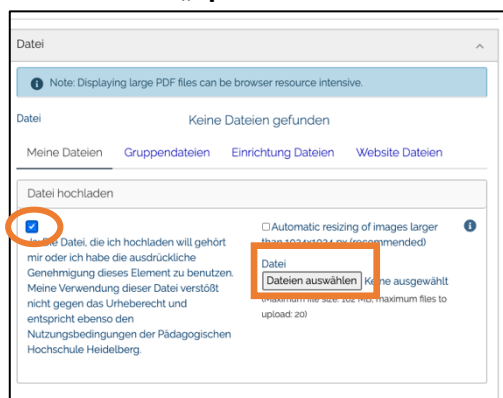 Datei
Note: Displaying large PDF files can be browser resource intensive.
Datei Keine Dateien gefunden
Meine Dateien Gruppendateien Einrichtung Dateien Website Dateien
Datei hochladen
Ja: Die Datei, die ich hochladen will gehört
mir oder ich habe die ausdrückliche
Genehmigung dieses Element zu benutzen.
Meine Verwendung dieser Datei verstößt
nicht gegen das Urheberecht und
entspricht ebenso den
Nutzungsbedingungen der Pädagogischen
Hochschule Heidelberg.
Automatic resizing of images larger
than 1024x1024 px (recommended)
Datei
Dateien auswählen Keine ausgewählt
(Maximum file size: 162 MB, maximum files to
upload: 20)